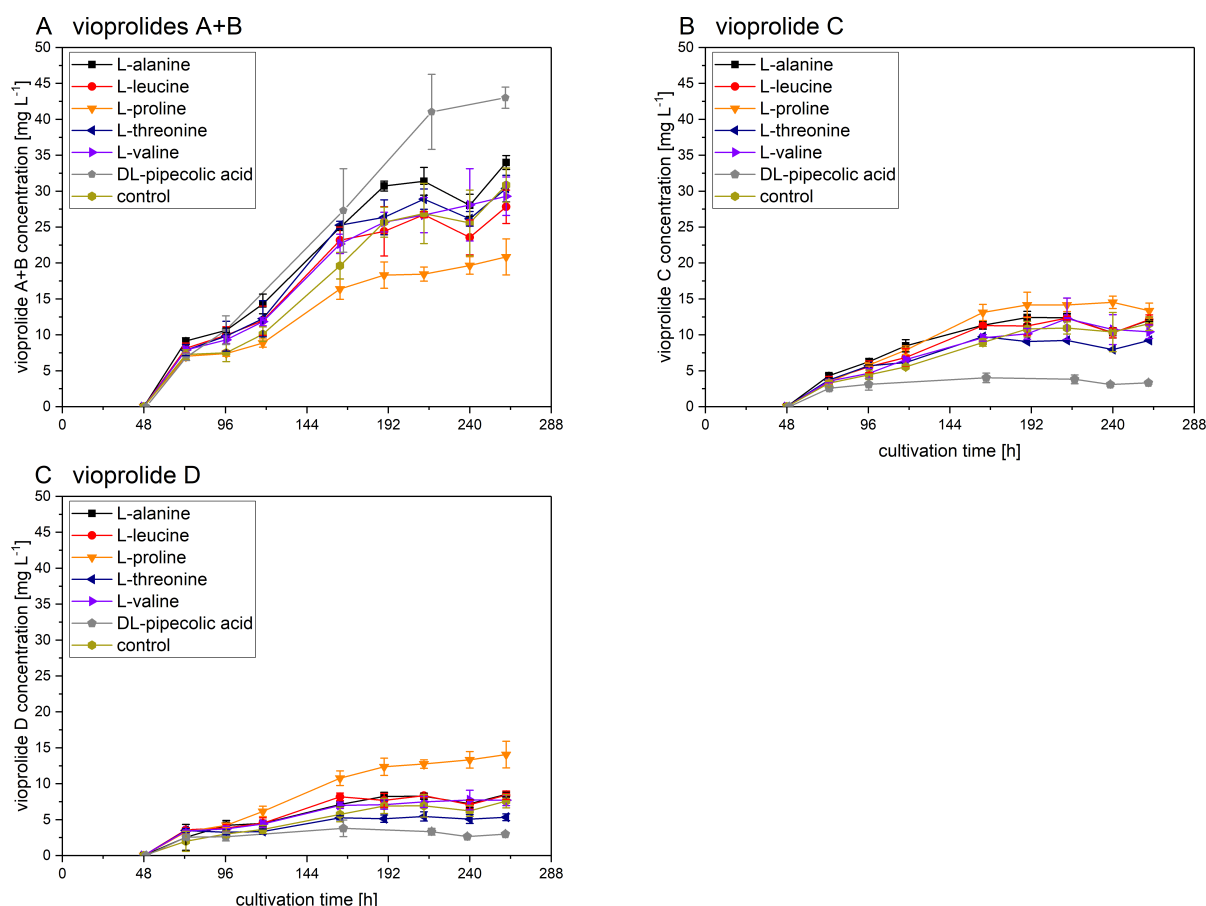 A vioprolides A+B
50
45
40
35
30
25
20
15
10
5
0
vioprolide A+B concentration [mg L⁻¹]
L-alanine
L-leucine
L-proline
L-threonine
L-valine
DL-pipecolic acid
control
0 48 96 144 192 240 288
B vioprolide C
50
45
40
35
30
25
20
15
10
5
0
vioprolide C concentration [mg L⁻¹]
L-alanine
L-leucine
L-proline
L-threonine
L-valine
DL-pipecolic acid
control
0 48 96 144 192 240 288
cultivation time [h]
C vioprolide D
50
45
40
35
30
25
20
15
10
5
0
vioprolide D concentration [mg L⁻¹]
L-alanine
L-leucine
L-proline
L-threonine
L-valine
DL-pipecolic acid
control
0 48 96 144 192 240 288
cultivation time [h]